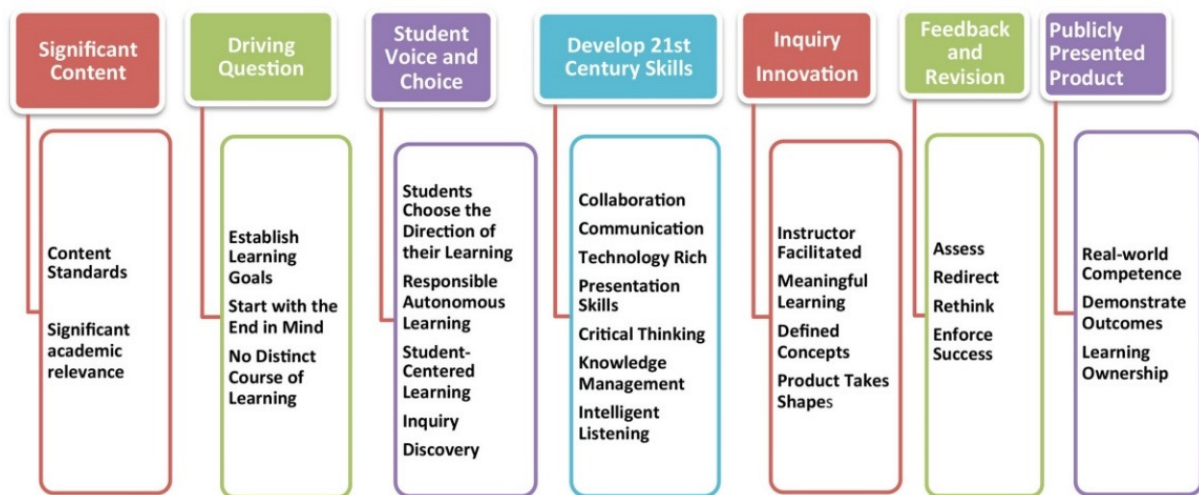 Significant
Content
Driving
Question
Student
Voice and
Choice
Develop 21st
Century Skills
Inquiry
Innovation
Feedback
and
Revision
Publicly
Presented
Product
Content
Standards
Significant
academic
relevance
Establish
Learning
Goals
Start with the
End in Mind
No Distinct
Course of
Learning
Students
Choose the
Direction of
their Learning
Responsible
Autonomous
Learning
Student-
Centered
Learning
Inquiry
Discovery
Collaboration
Communication
Technology Rich
Presentation
Skills
Critical Thinking
Knowledge
Management
Intelligent
Listening
Instructor
Facilitated
Meaningful
Learning
Defined
Concepts
Product Takes
Shapes
Assess
Redirect
Rethink
Enforce
Success
Real-world
Competence
Demonstrate
Outcomes
Learning
Ownership